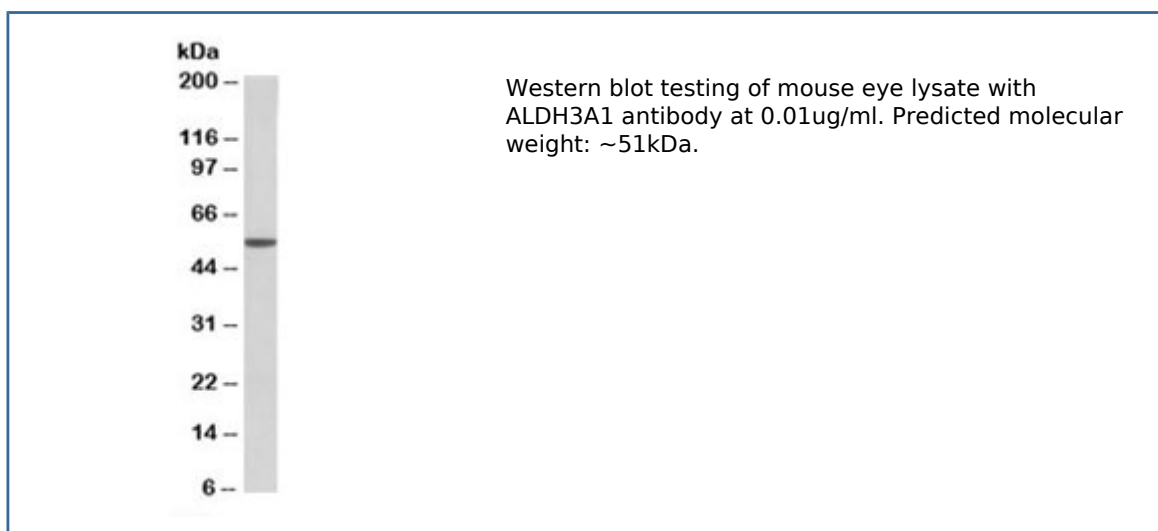 kDa
200 –
116 –
97 –
66 –
44 –
31 –
22 –
14 –
6 –
Western blot testing of mouse eye lysate with
ALDH3A1 antibody at 0.01ug/ml. Predicted molecular
weight: ~51kDa.